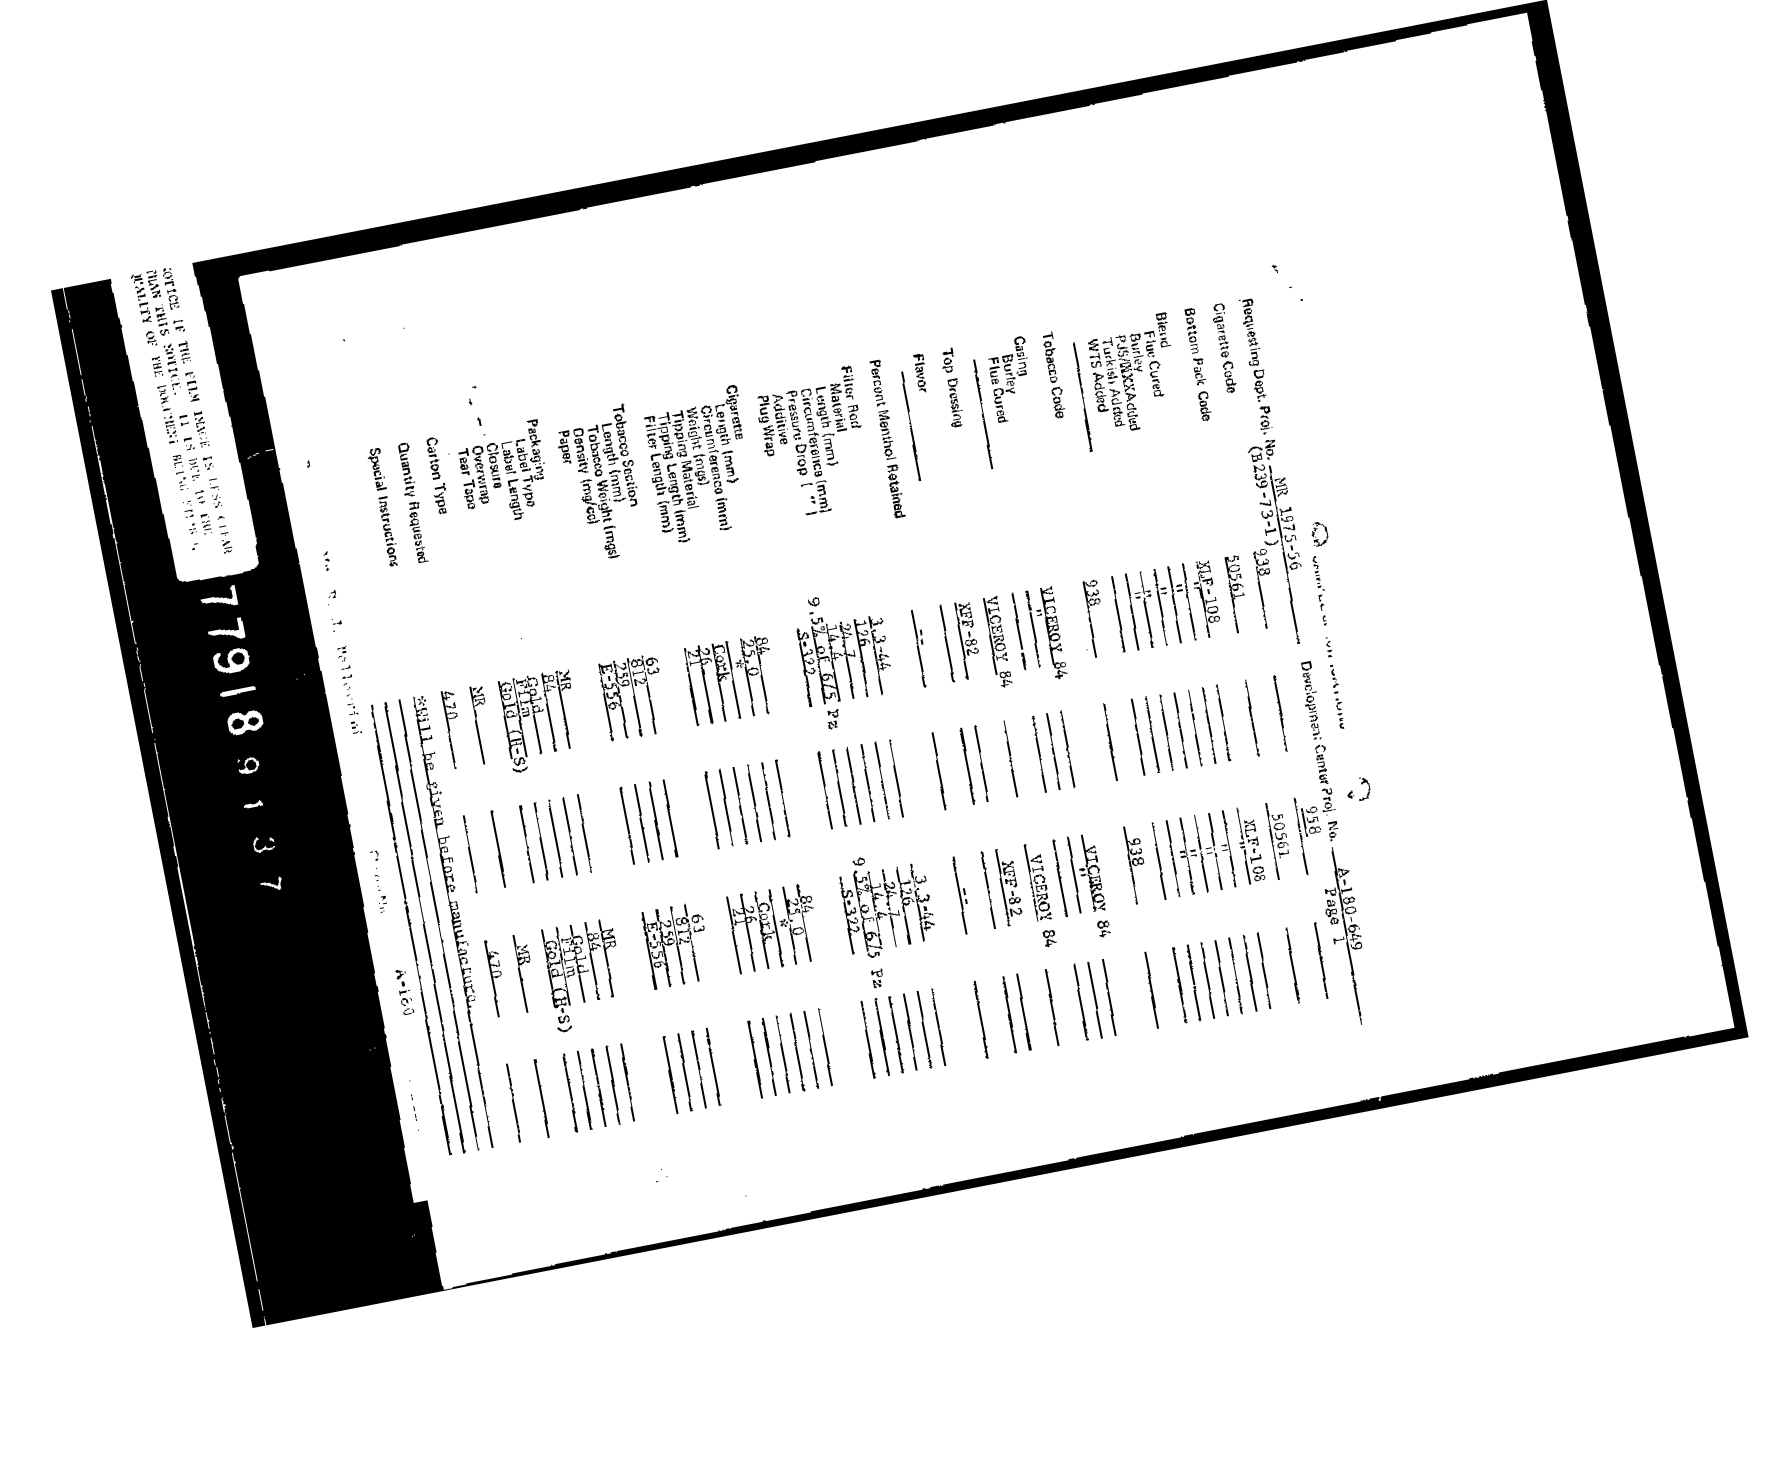 Requesting Dept. Proj. No. MR 1975-56 Development Center Proj. No. A-180-649
(B239-73-1) Page 1
Cigarette Code 938 958
Bottom Pack Code 50561 50561
Blend XLF-108 XLF-108
Flue Cured " "
Burley " "
Added " "
Turkish Added " "
WTS Added
Tobacco Code 938 938
Casing
Burley VICEROY 84 VICEROY 84
Flue Cured " "
Top Dressing VICEROY 84 VICEROY 84
Flavor XFF-82 XFF-82
Percent Menthol Retained -- --
Filter Rod
Material 3.3-44 3.3-44
Length (mm) 126 126
Circumference (mm) 24.7 24.7
Pressure Drop ( "") 14.4 14.4
Additive 9.5% of 6/5 Pz 9.5% of 6/5 Pz
Plug Wrap S-322 S-322
Cigarette
Length (mm) 84 84
Circumference (mm) 25.0 25.0
Weight (mgs) * *
Tipping Material Cork Cork
Tipping Length (mm) 26 26
Filter Length (mm) 21 21
Tobacco Section
Length (mm) 63 63
Tobacco Weight (mgs) 812 812
Density (mg/cc) 259 259
Paper E-556 E-556
Packaging
Label Type MR MR
Label Length 84 84
Closure Gold Gold
Overwrap Film Film
Tear Tape Gold (H-S) Gold (H-S)
Carton Type MR MR
Quantity Requested 470 470
Special Instructions *Will be given before manufacture.
A-180
779189137
NOTICE IF THE FILM IMAGE IS LESS CLEAR
THAN THIS NOTICE, IT IS DUE TO THE
QUALITY OF THE DOCUMENT BEING